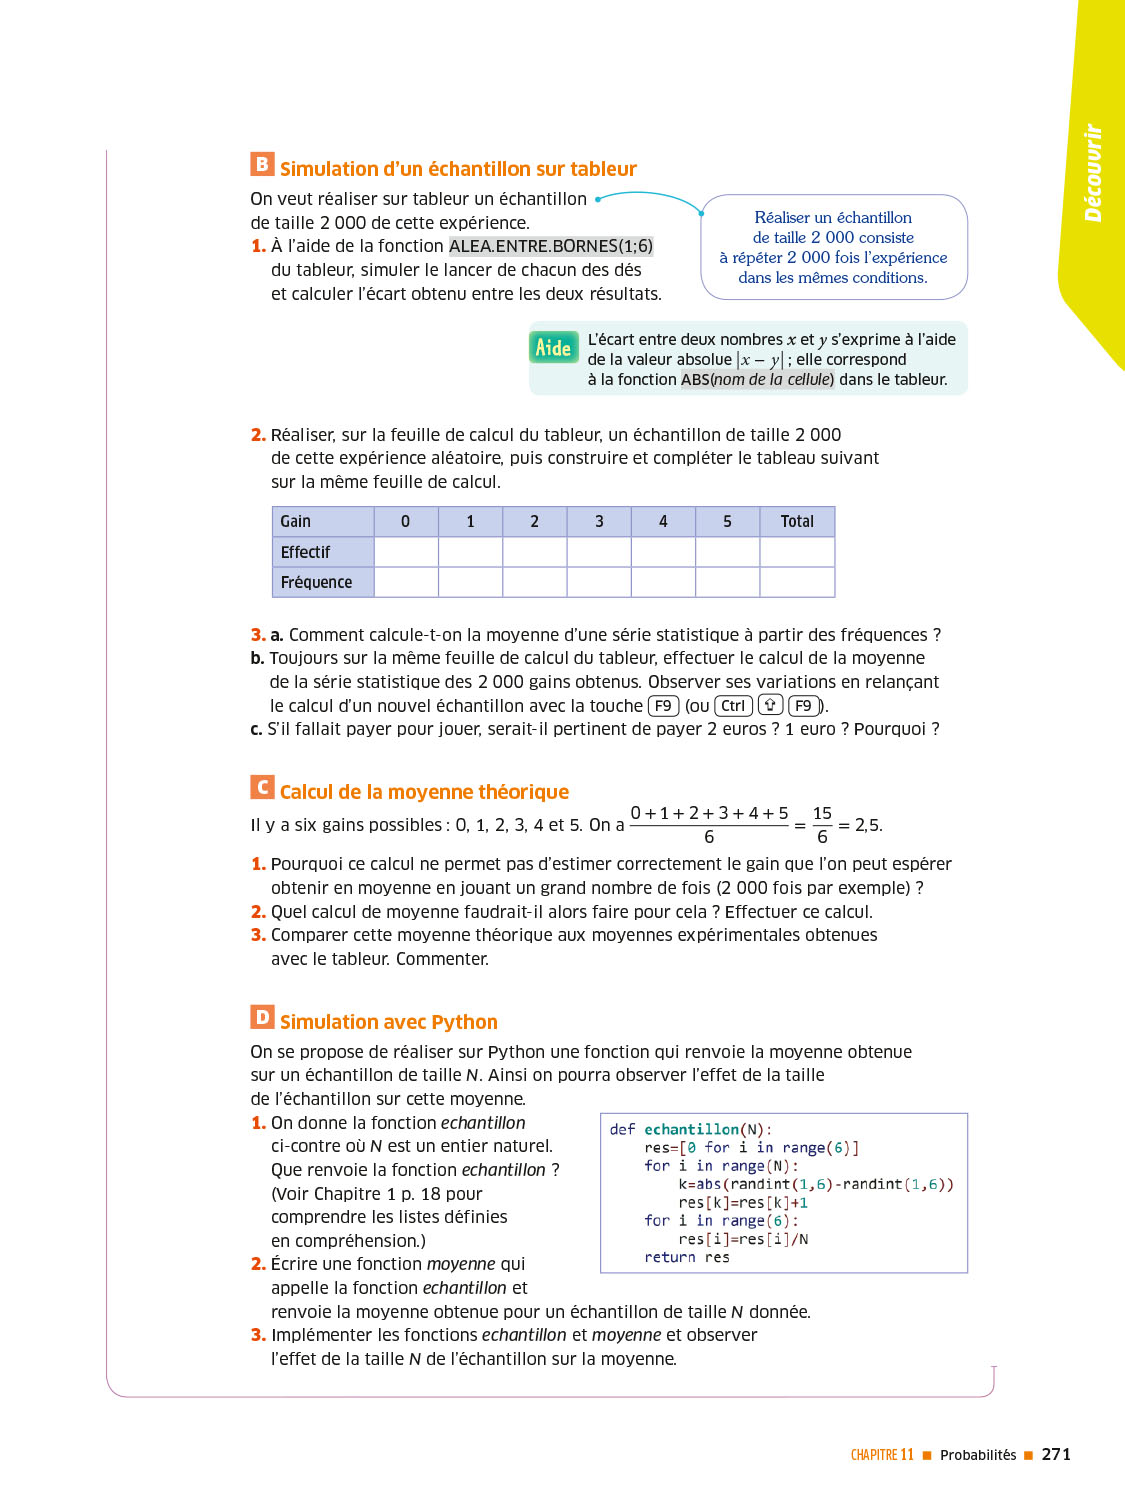 Découvrir
B Simulation d'un échantillon sur tableur
On veut réaliser sur tableur un échantillon
de taille 2 000 de cette expérience.
Réaliser un échantillon
de taille 2 000 consiste
à répéter 2 000 fois l'expérience
dans les mêmes conditions.
1. À l'aide de la fonction ALEA.ENTRE.BORNES(1;6)
du tableur, simuler le lancer de chacun des dés
et calculer l'écart obtenu entre les deux résultats.
Aide
L'écart entre deux nombres x et y s'exprime à l'aide
de la valeur absolue |x − y| ; elle correspond
à la fonction ABS(nom de la cellule) dans le tableur.
2. Réaliser, sur la feuille de calcul du tableur, un échantillon de taille 2 000
de cette expérience aléatoire, puis construire et compléter le tableau suivant
sur la même feuille de calcul.
Gain 0 1 2 3 4 5 Total
Effectif
Fréquence
3. a. Comment calcule-t-on la moyenne d'une série statistique à partir des fréquences ?
b. Toujours sur la même feuille de calcul du tableur, effectuer le calcul de la moyenne
de la série statistique des 2 000 gains obtenus. Observer ses variations en relançant
le calcul d'un nouvel échantillon avec la touche F9 (ou Ctrl ⇧ F9).
c. S'il fallait payer pour jouer, serait-il pertinent de payer 2 euros ? 1 euro ? Pourquoi ?
C Calcul de la moyenne théorique
Il y a six gains possibles : 0, 1, 2, 3, 4 et 5. On a (0 + 1 + 2 + 3 + 4 + 5)/6 = 15/6 = 2,5.
1. Pourquoi ce calcul ne permet pas d'estimer correctement le gain que l'on peut espérer
obtenir en moyenne en jouant un grand nombre de fois (2 000 fois par exemple) ?
2. Quel calcul de moyenne faudrait-il alors faire pour cela ? Effectuer ce calcul.
3. Comparer cette moyenne théorique aux moyennes expérimentales obtenues
avec le tableur. Commenter.
D Simulation avec Python
On se propose de réaliser sur Python une fonction qui renvoie la moyenne obtenue
sur un échantillon de taille N. Ainsi on pourra observer l'effet de la taille
de l'échantillon sur cette moyenne.
1. On donne la fonction echantillon
ci-contre où N est un entier naturel.
Que renvoie la fonction echantillon ?
(Voir Chapitre 1 p. 18 pour
comprendre les listes définies
en compréhension.)
2. Écrire une fonction moyenne qui
appelle la fonction echantillon et
renvoie la moyenne obtenue pour un échantillon de taille N donnée.
3. Implémenter les fonctions echantillon et moyenne et observer
l'effet de la taille N de l'échantillon sur la moyenne.
def echantillon(N):
    res=[0 for i in range(6)]
    for i in range(N):
        k=abs(randint(1,6)-randint(1,6))
        res[k]=res[k]+1
    for i in range(6):
        res[i]=res[i]/N
    return res
CHAPITRE 11 ■ Probabilités ■ 271